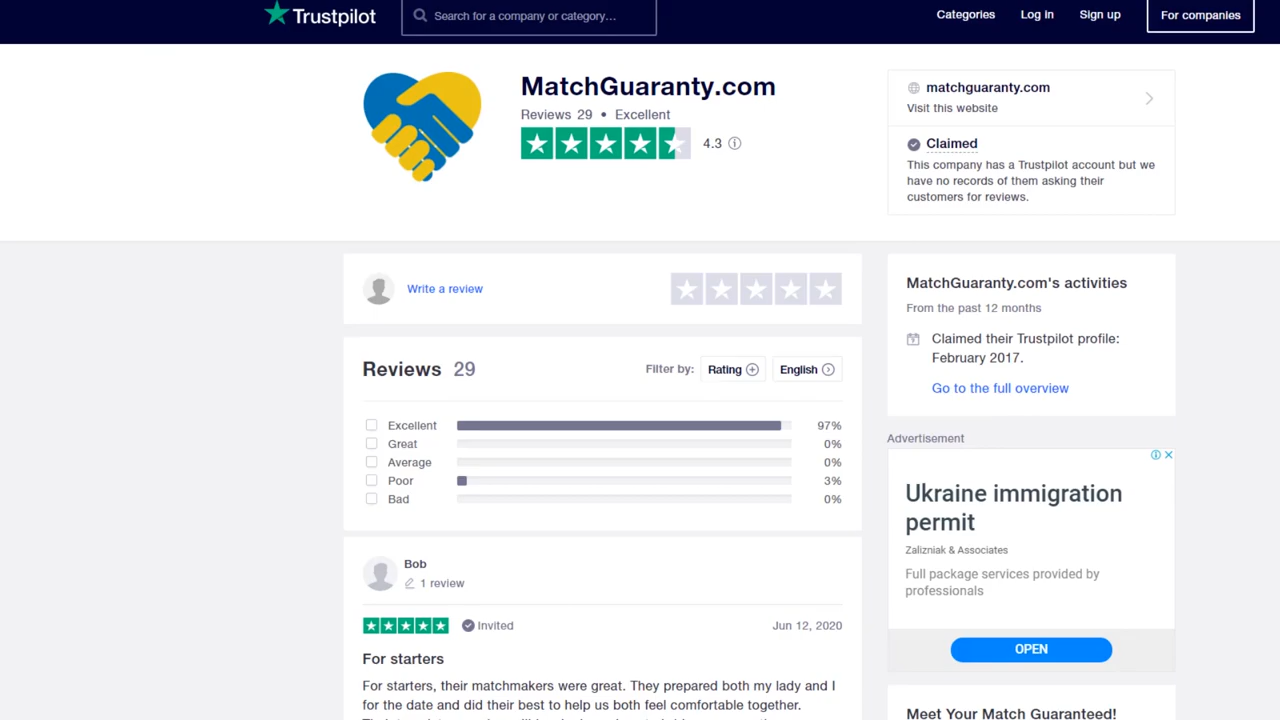 Trustpilot
Search for a company or category...
Categories
Log in
Sign up
For companies
MatchGuaranty.com
Reviews 29 • Excellent
4.3
matchguaranty.com
Visit this website
Claimed
This company has a Trustpilot account but we
have no records of them asking their
customers for reviews.
Write a review
Reviews 29
Filter by:
Rating
English
Excellent 97%
Great 0%
Average 0%
Poor 3%
Bad 0%
MatchGuaranty.com's activities
From the past 12 months
Claimed their Trustpilot profile:
February 2017.
Go to the full overview
Advertisement
Ukraine immigration
permit
Zalizniak & Associates
Full package services provided by
professionals
OPEN
Bob
1 review
Invited
Jun 12, 2020
For starters
For starters, their matchmakers were great. They prepared both my lady and I
for the date and did their best to help us both feel comfortable together.
Meet Your Match Guaranteed!